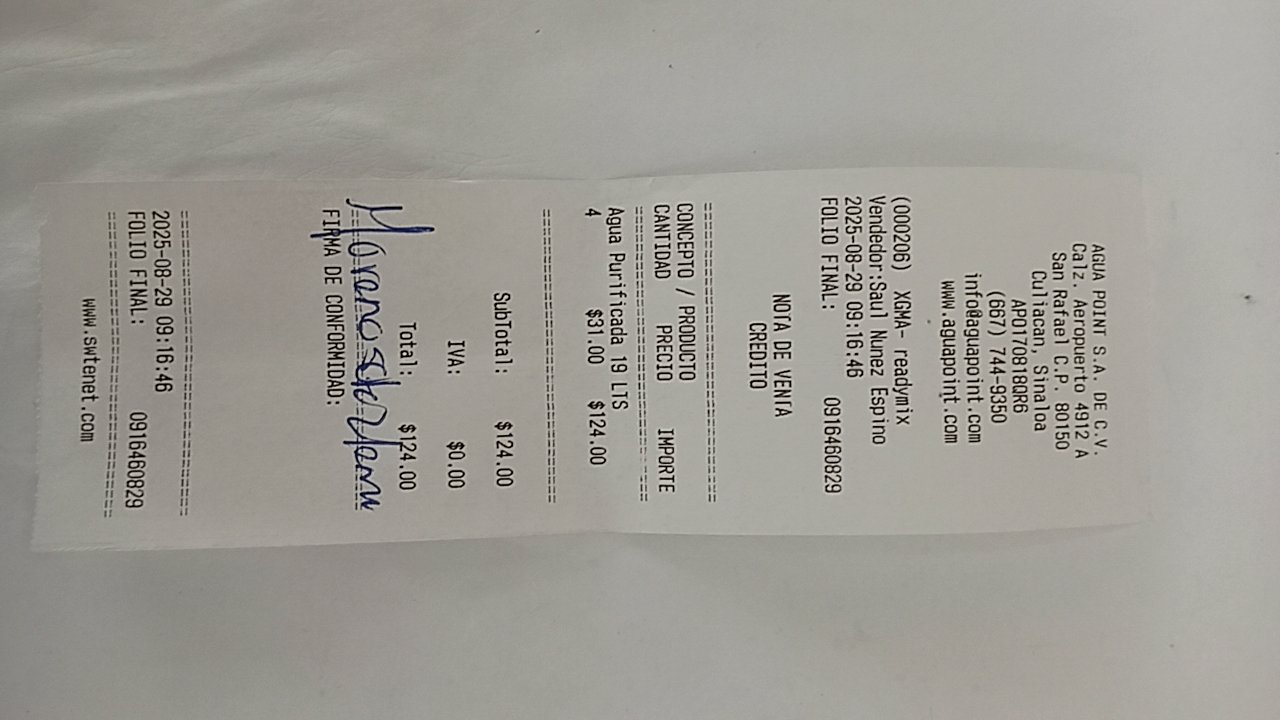 AGUA POINT S.A. DE C.V.
Calz. Aeropuerto 4912 A
San Rafael C.P. 80150
Culiacan, Sinaloa
APO170818QR6
(667) 744-9350
info@aguapoint.com
www.aguapoint.com
(000206) XGMA- readymix
Vendedor:Saul Nunez Espino
2025-08-29 09:16:46
FOLIO FINAL: 0916460829
NOTA DE VENTA
CREDITO
CONCEPTO / PRODUCTO
CANTIDAD PRECIO IMPORTE
Agua Purificada 19 LTS
4 $31.00 $124.00
SubTotal: $124.00
IVA: $0.00
Total: $124.00
FIRMA DE CONFORMIDAD:
2025-08-29 09:16:46
FOLIO FINAL: 0916460829
www.swtenet.com